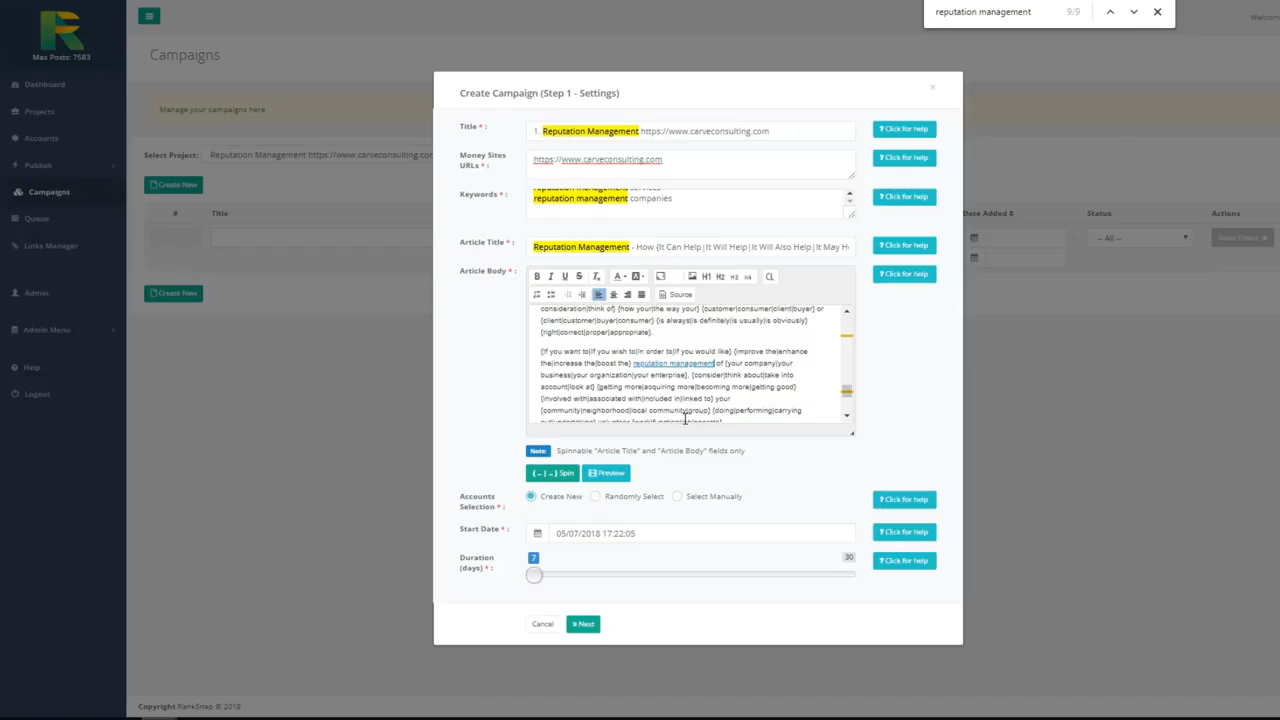 reputation management 9/9
Welcome
Max Posts: 7583
Campaigns
Dashboard
Projects
Accounts
Publish
Campaigns
Queue
Links Manager
Admin
Admin Menu
Help
Logout
Manage your campaigns here
Select Project: Reputation Management https://www.carveconsulting.com
Create New
# Title Date Added Status Actions
-- All --
Create New
Create Campaign (Step 1 - Settings) ×
Title * : 1. Reputation Management https://www.carveconsulting.com ? Click for help
Money Sites URLs * : https://www.carveconsulting.com ? Click for help
reputation management services
Keywords * : reputation management companies ? Click for help
Article Title * : Reputation Management - How {It Can Help|It Will Help|It Will Also Help|It May He ? Click for help
Article Body * : B I U S Tx A A H1 H2 H3 H4 CL ? Click for help
Source
consideration|think of} {how your|the way your} {customer|consumer|client|buyer} or
{client|customer|buyer|consumer} {is always|is definitely|is usually|is obviously}
{right|correct|proper|appropriate}.
{If you want to|If you wish to|In order to|If you would like} {improve the|enhance
the|increase the|boost the} reputation management of {your company|your
business|your organization|your enterprise}, {consider|think about|take into
account|look at} {getting more|acquiring more|becoming more|getting good}
{involved with|associated with|included in|linked to} your
{community|neighborhood|local community|group} {doing|performing|carrying
Note: Spinnable "Article Title" and "Article Body" fields only
{..|..} Spin Preview
Accounts Selection * : Create New Randomly Select Select Manually ? Click for help
Start Date * : 05/07/2018 17:22:05 ? Click for help
Duration (days) * : 7 30 ? Click for help
Cancel » Next
Copyright RankSnap © 2018